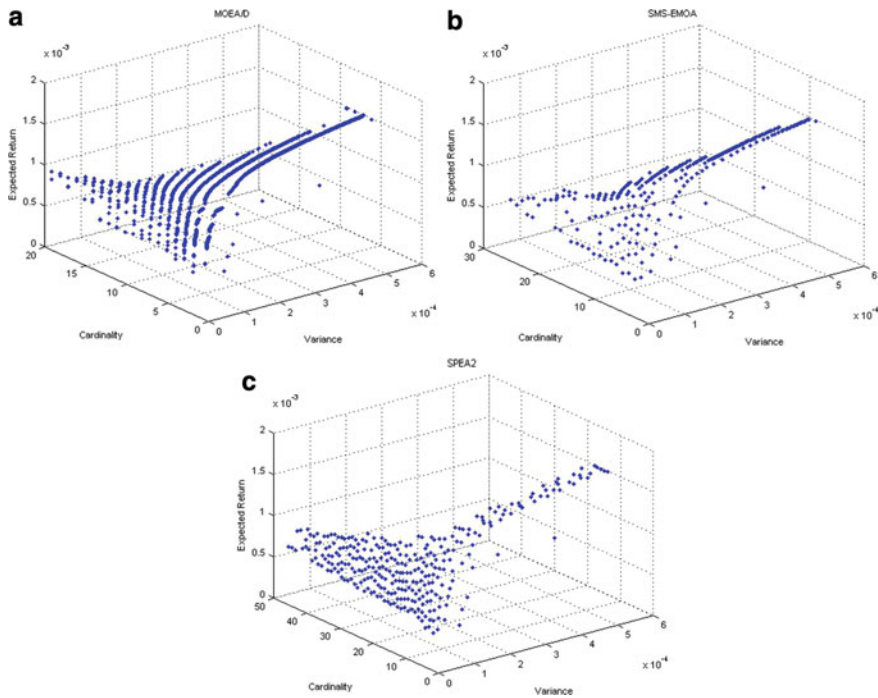 a
MOEA/D
x 10⁻³
2
1.5
1
0.5
0
Expected Return
20
15
10
5
0
Cardinality
0
1
2
3
4
5
6
x 10⁻⁴
Variance
b
SMS-EMOA
x 10⁻³
2
1.5
1
0.5
0
Expected Return
30
20
10
0
Cardinality
0
1
2
3
4
5
6
x 10⁻⁴
Variance
c
SPEA2
x 10⁻³
2
1.5
1
0.5
0
Expected Return
50
40
30
20
10
0
Cardinality
0
1
2
3
4
5
6
x 10⁻⁴
Variance